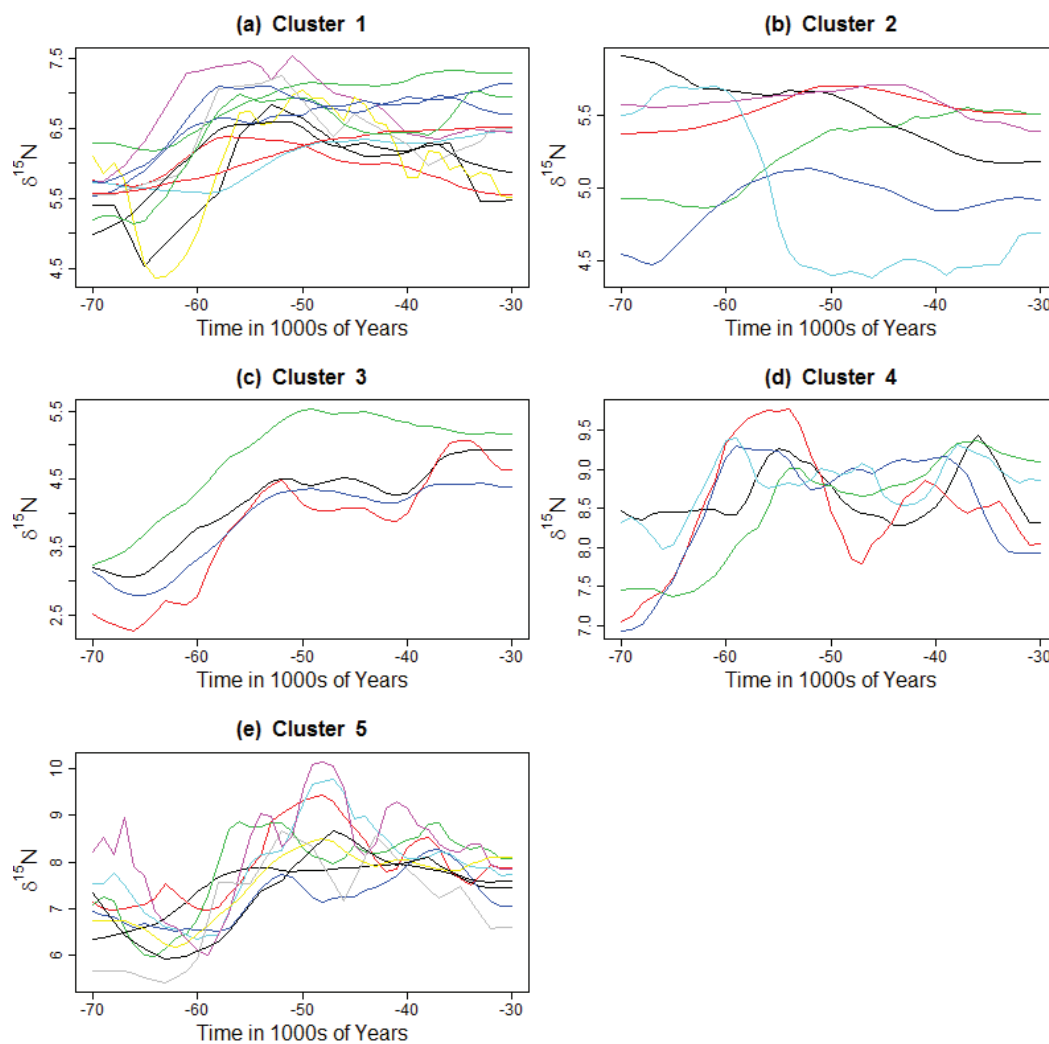 (a) Cluster 1
δ15N
7.5
6.5
5.5
4.5
-70 -60 -50 -40 -30
Time in 1000s of Years
(b) Cluster 2
δ15N
5.5
5.0
4.5
-70 -60 -50 -40 -30
Time in 1000s of Years
(c) Cluster 3
δ15N
5.5
4.5
3.5
2.5
-70 -60 -50 -40 -30
Time in 1000s of Years
(d) Cluster 4
δ15N
9.5
9.0
8.0
7.5
7.0
-70 -60 -50 -40 -30
Time in 1000s of Years
(e) Cluster 5
δ15N
10
9
8
7
6
-70 -60 -50 -40 -30
Time in 1000s of Years